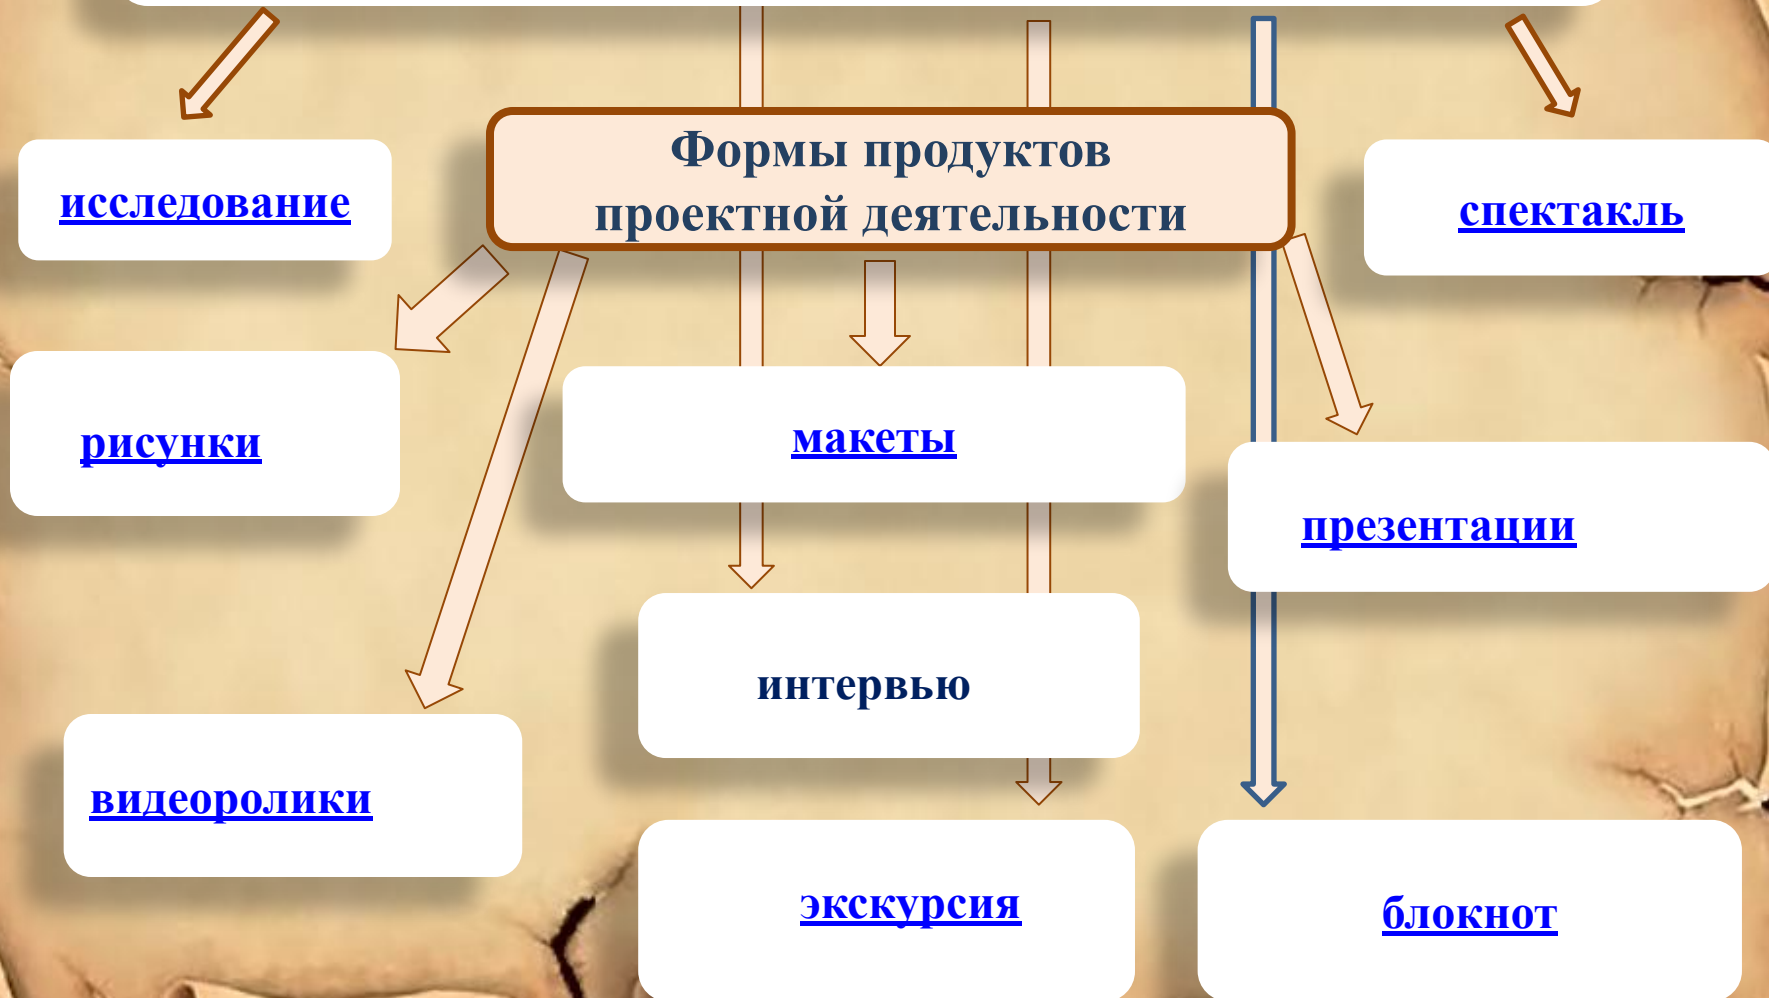 Формы продуктов
проектной деятельности
исследование
спектакль
рисунки
макеты
презентации
интервью
видеоролики
экскурсия
блокнот